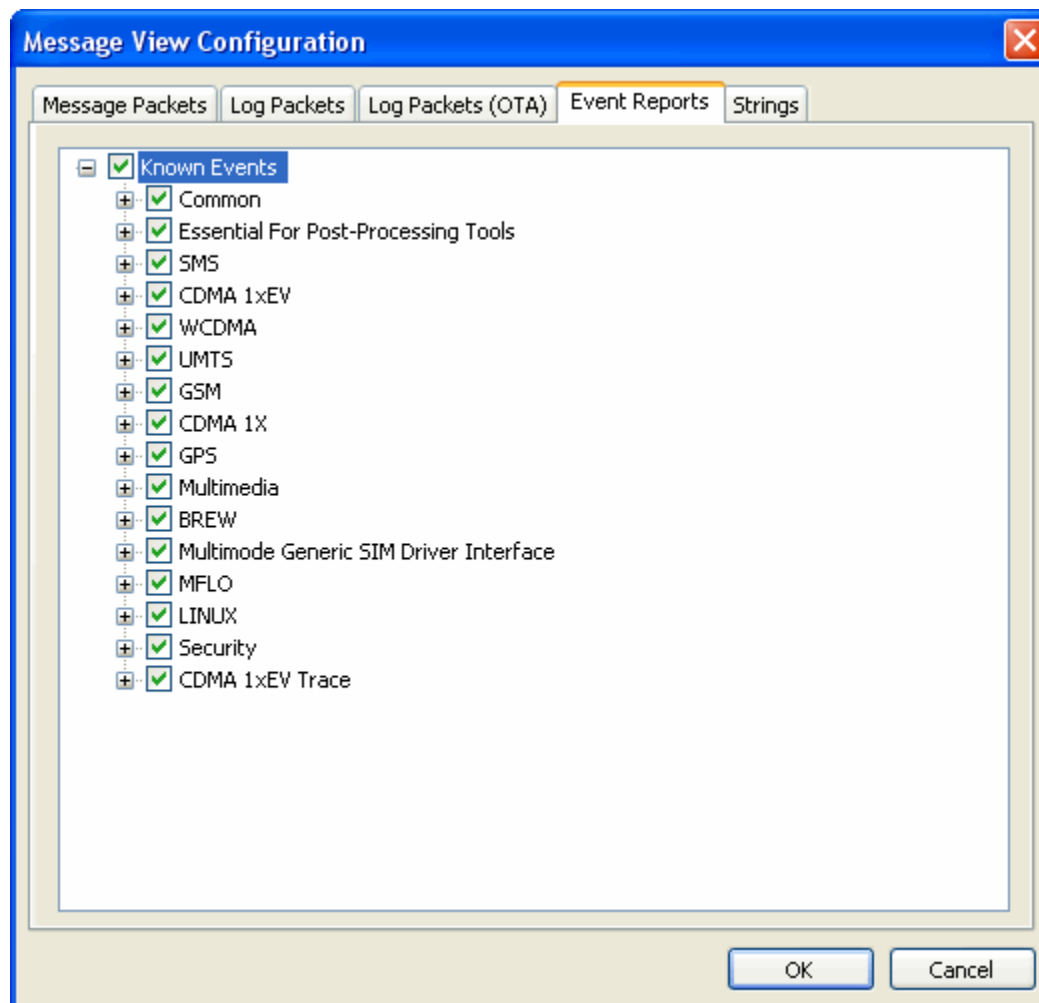 Message View Configuration
Message Packets Log Packets Log Packets (OTA) Event Reports Strings
Known Events
Common
Essential For Post-Processing Tools
SMS
CDMA 1xEV
WCDMA
UMTS
GSM
CDMA 1X
GPS
Multimedia
BREW
Multimode Generic SIM Driver Interface
MFLO
LINUX
Security
CDMA 1xEV Trace
OK Cancel